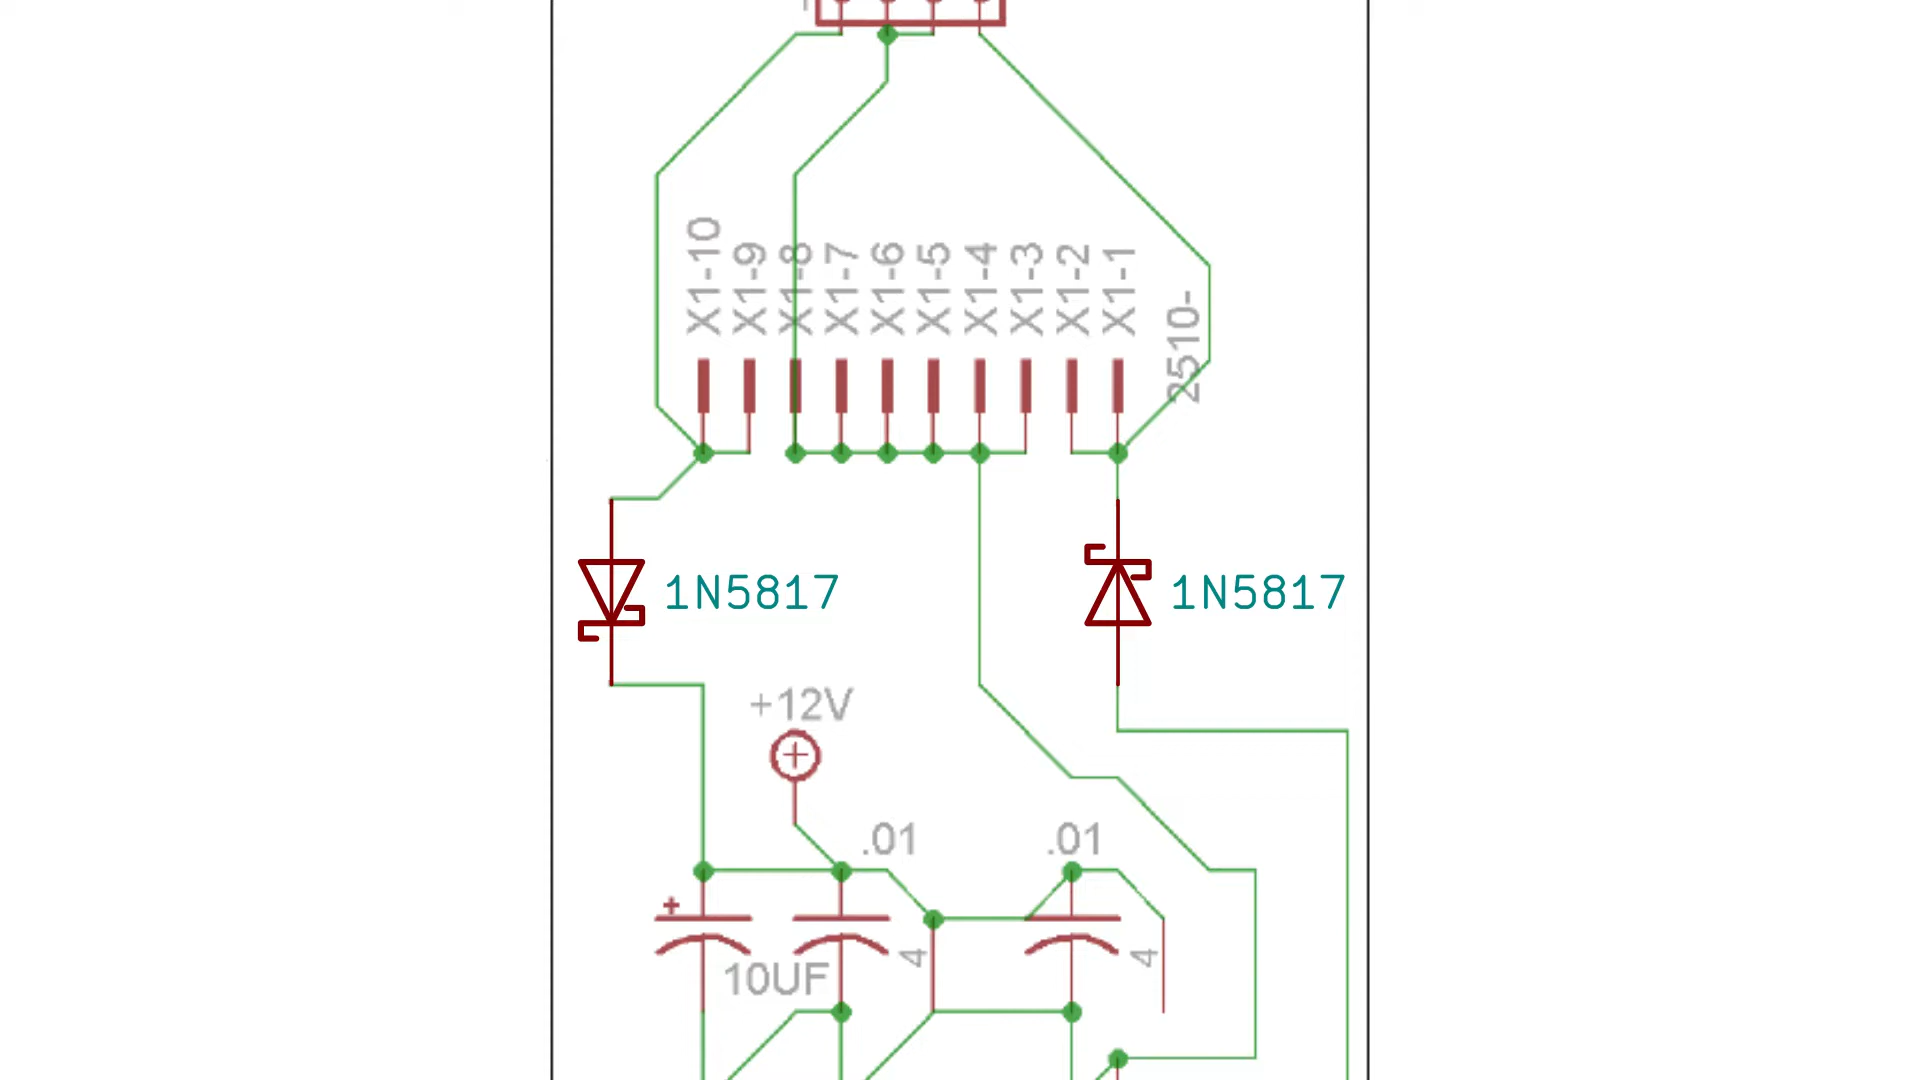 X1-10
X1-9
X1-8
X1-7
X1-6
X1-5
X1-4
X1-3
X1-2
X1-1
2510-
1N5817
1N5817
+12V
.01
.01
+
4
4
10UF